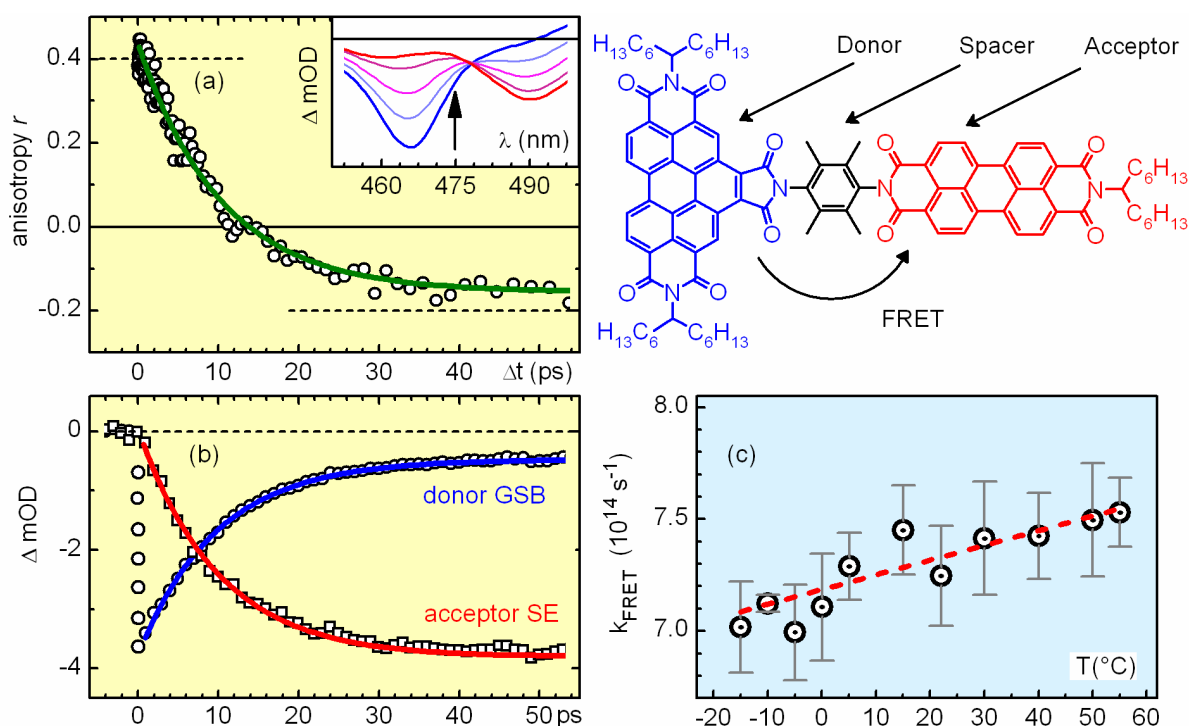 anisotropy r
0.4
0.2
0.0
-0.2
(a)
Δ mOD
λ (nm)
460
475
490
0
10
20
30
40
Δt (ps)
H13C6
C6H13
Donor
Spacer
Acceptor
O
N
O
O
N
O
O
N
O
O
N
O
C6H13
C6H13
O
N
O
H13C6
C6H13
FRET
Δ mOD
0
-2
-4
(b)
donor GSB
acceptor SE
0
10
20
30
40
50
ps
kFRET (10^14 s^-1)
8.0
7.5
7.0
(c)
T(°C)
-20
-10
0
10
20
30
40
50
60